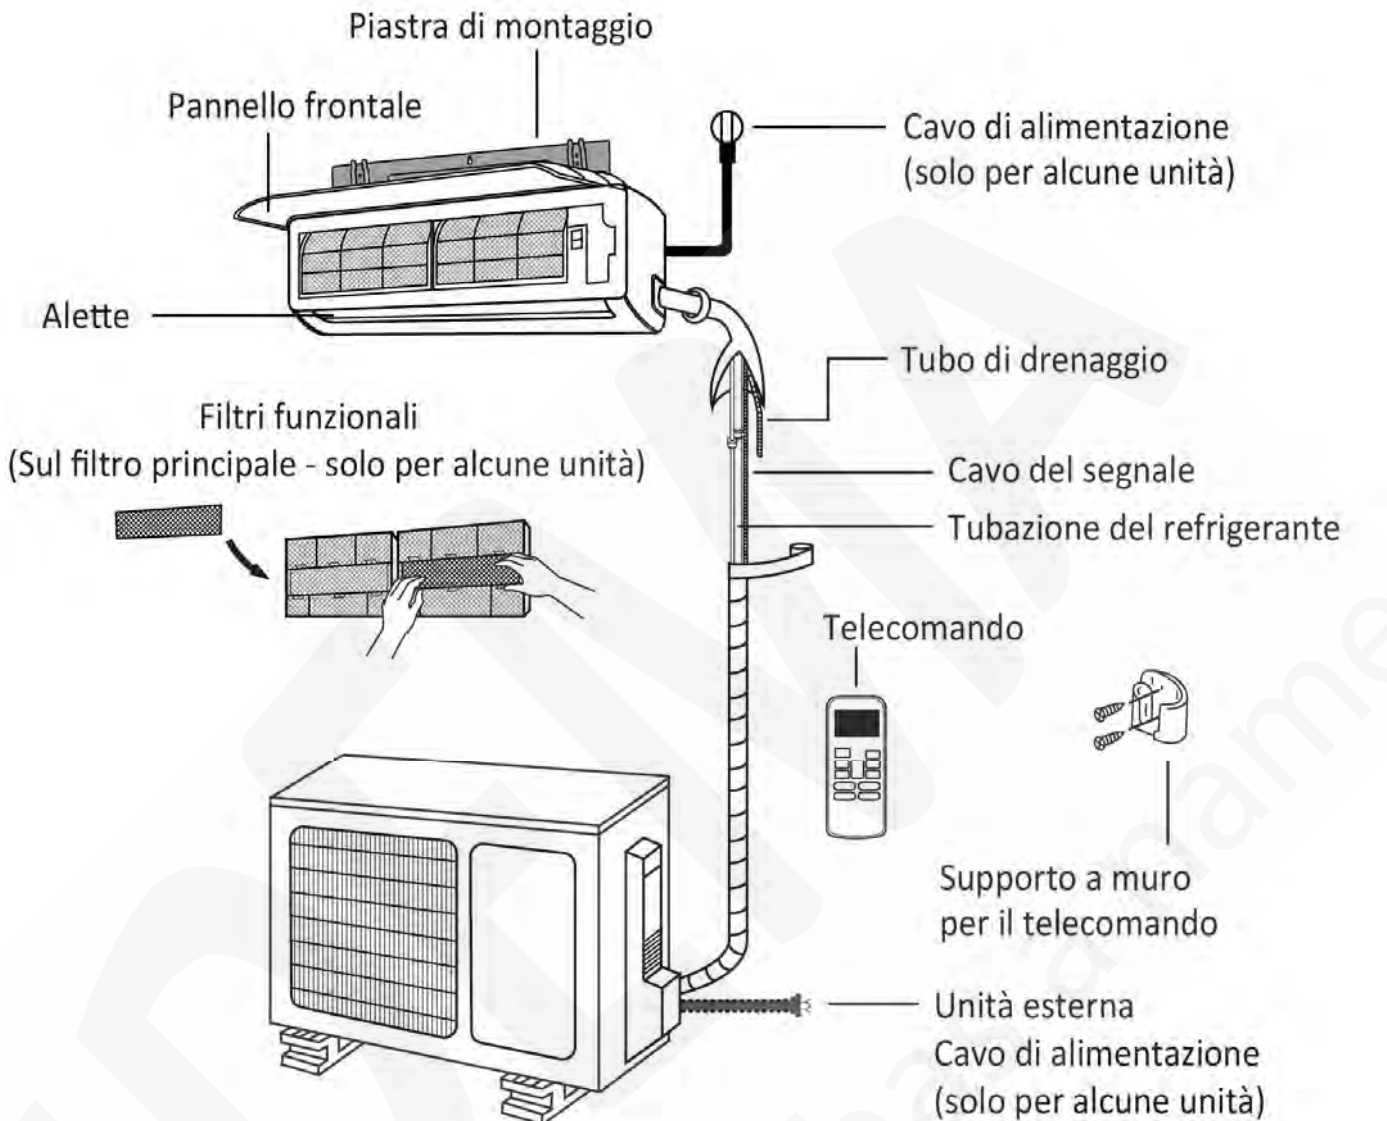 Piastra di montaggio
Pannello frontale
Cavo di alimentazione
(solo per alcune unità)
Alette
Tubo di drenaggio
Filtri funzionali
(Sul filtro principale - solo per alcune unità)
Cavo del segnale
Tubazione del refrigerante
Telecomando
Supporto a muro
per il telecomando
Unità esterna
Cavo di alimentazione
(solo per alcune unità)